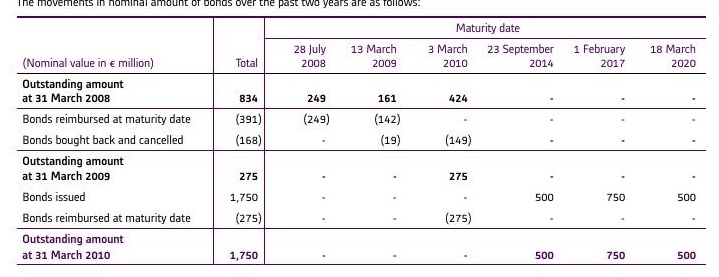 The movements in nominal amount of bonds over the past two years are as follows:
Maturity date
28 July 13 March 3 March 23 September 1 February 18 March
(Nominal value in € million) Total 2008 2009 2010 2014 2017 2020
Outstanding amount
at 31 March 2008 834 249 161 424 - - -
Bonds reimbursed at maturity date (391) (249) (142) - - - -
Bonds bought back and cancelled (168) - (19) (149) - - -
Outstanding amount
at 31 March 2009 275 - - 275 - - -
Bonds issued 1,750 - - - 500 750 500
Bonds reimbursed at maturity date (275) - - (275) - - -
Outstanding amount
at 31 March 2010 1,750 - - - 500 750 500